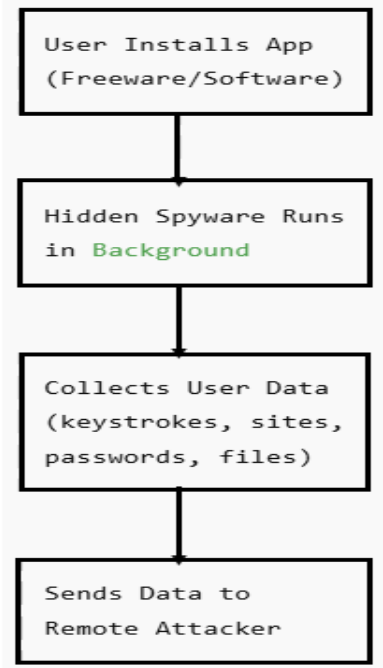 User Installs App
(Freeware/Software)
Hidden Spyware Runs
in Background
Collects User Data
(keystrokes, sites,
passwords, files)
Sends Data to
Remote Attacker